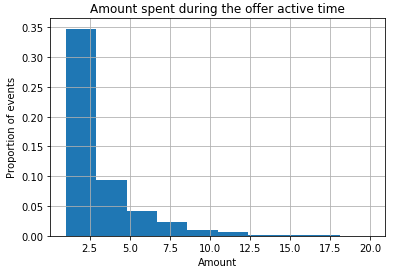 Amount spent during the offer active time
Proportion of events
0.35
0.30
0.25
0.20
0.15
0.10
0.05
0.00
2.5 5.0 7.5 10.0 12.5 15.0 17.5 20.0
Amount